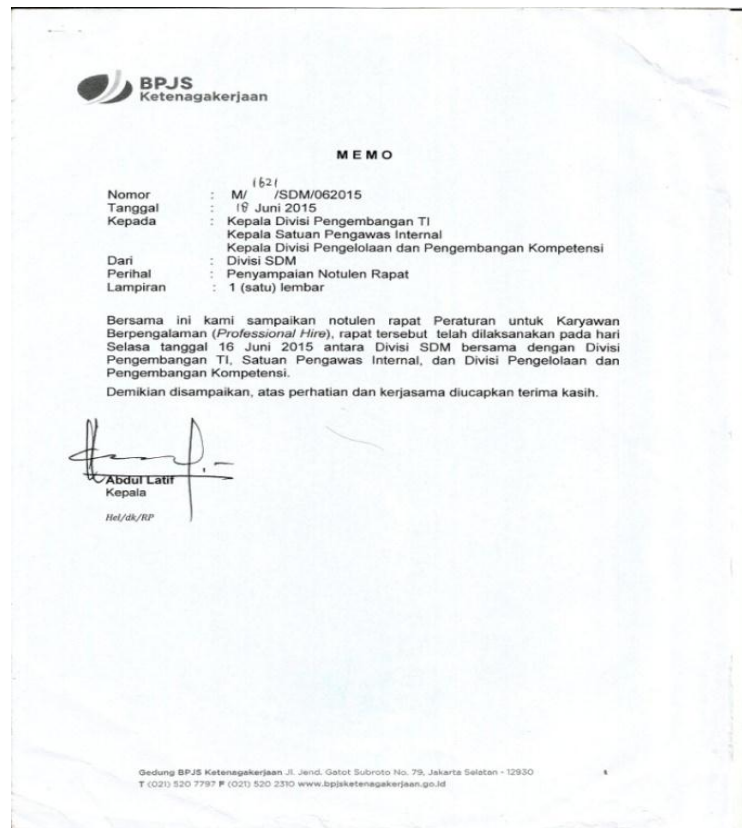 BPJS
Ketenagakerjaan
MEMO
Nomor : M/ 1621 /SDM/062015
Tanggal : 18 Juni 2015
Kepada : Kepala Divisi Pengembangan TI
Kepala Satuan Pengawas Internal
Kepala Divisi Pengelolaan dan Pengembangan Kompetensi
Dari : Divisi SDM
Perihal : Penyampaian Notulen Rapat
Lampiran : 1 (satu) lembar
Bersama ini kami sampaikan notulen rapat Peraturan untuk Karyawan
Berpengalaman (Professional Hire), rapat tersebut telah dilaksanakan pada hari
Selasa tanggal 16 Juni 2015 antara Divisi SDM bersama dengan Divisi
Pengembangan TI, Satuan Pengawas Internal, dan Divisi Pengelolaan dan
Pengembangan Kompetensi.
Demikian disampaikan, atas perhatian dan kerjasama diucapkan terima kasih.
Abdul Latif
Kepala
Hel/dk/RP
Gedung BPJS Ketenagakerjaan Jl. Jend. Gatot Subroto No. 79, Jakarta Selatan - 12930
T (021) 520 7797 F (021) 520 2310 www.bpjsketenagakerjaan.go.id